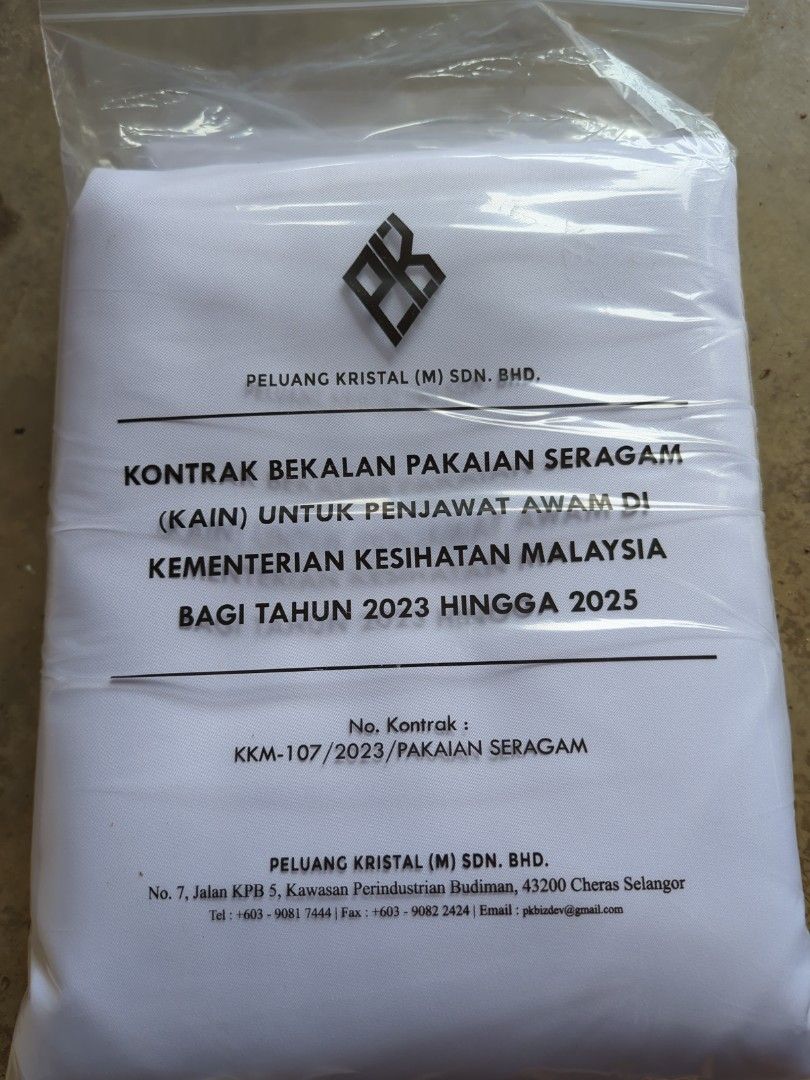 PK
PELUANG KRISTAL (M) SDN. BHD.
KONTRAK BEKALAN PAKAIAN SERAGAM
(KAIN) UNTUK PENJAWAT AWAM DI
KEMENTERIAN KESIHATAN MALAYSIA
BAGI TAHUN 2023 HINGGA 2025
No. Kontrak :
KKM-107/2023/PAKAIAN SERAGAM
PELUANG KRISTAL (M) SDN. BHD.
No. 7, Jalan KPB 5, Kawasan Perindustrian Budiman, 43200 Cheras Selangor
Tel : +603 - 9081 7444 | Fax : +603 - 9082 2424 | Email : pkbizdev@gmail.com